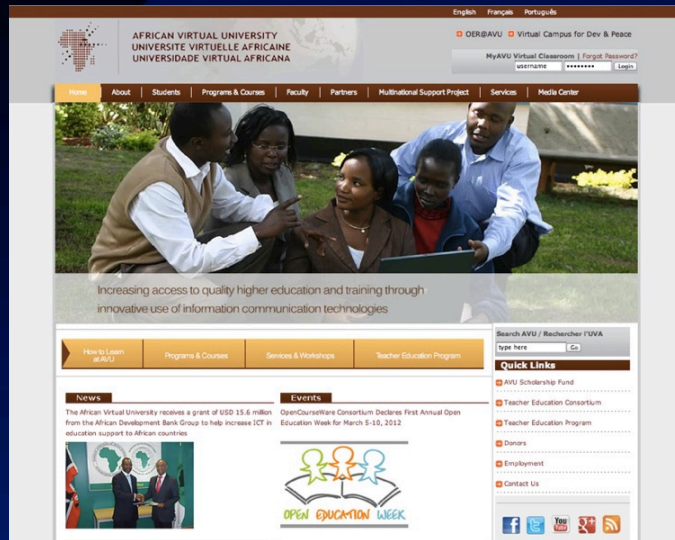 English Français Português
AFRICAN VIRTUAL UNIVERSITY
UNIVERSITE VIRTUELLE AFRICAINE
UNIVERSIDADE VIRTUAL AFRICANA
OER@AVU Virtual Campus for Dev & Peace
MyAVU Virtual Classroom | Forgot Password?
username •••••••• Login
Home About Students Programs & Courses Faculty Partners Multinational Support Project Services Media Center
Increasing access to quality higher education and training through
innovative use of information communication technologies
How to Learn
at AVU
Programs & Courses
Services & Workshops
Teacher Education Program
Search AVU / Rechercher l'UVA
type here Go
Quick Links
AVU Scholarship Fund
Teacher Education Consortium
Teacher Education Program
Donors
Employment
Contact Us
News
The African Virtual University receives a grant of USD 15.6 million
from the African Development Bank Group to help increase ICT in
education support to African countries
Events
OpenCourseWare Consortium Declares First Annual Open
Education Week for March 5-10, 2012
OPEN EDUCATION WEEK
You
Tube